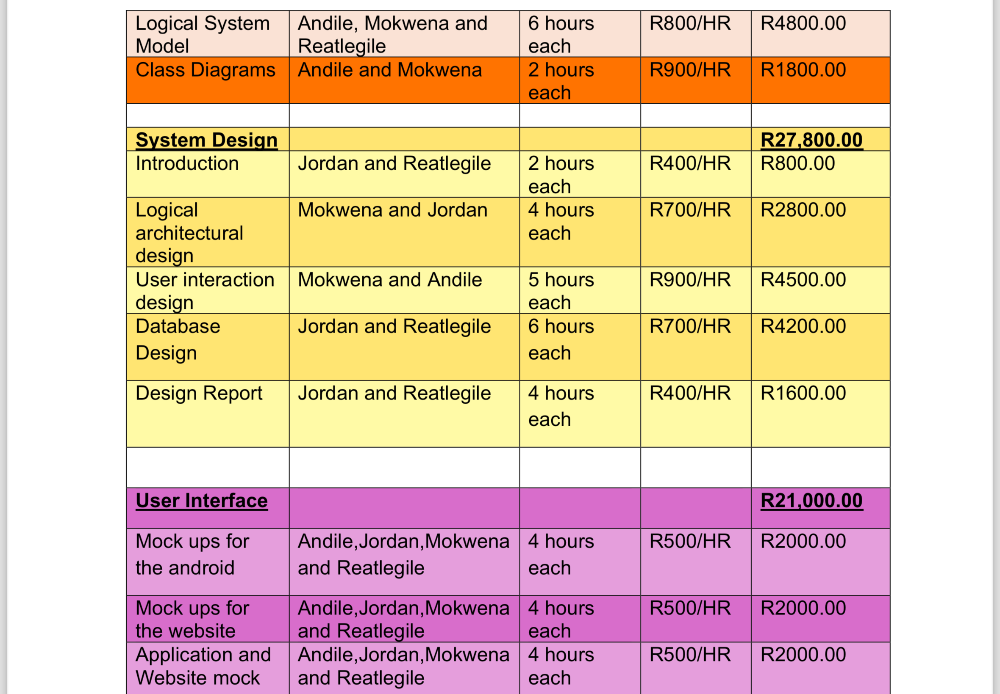 Logical System Andile, Mokwena and 6 hours R800/HR R4800.00
Model Reatlegile each
Class Diagrams Andile and Mokwena 2 hours R900/HR R1800.00
each
System Design R27,800.00
Introduction Jordan and Reatlegile 2 hours R400/HR R800.00
each
Logical Mokwena and Jordan 4 hours R700/HR R2800.00
architectural each
design
User interaction Mokwena and Andile 5 hours R900/HR R4500.00
design each
Database Jordan and Reatlegile 6 hours R700/HR R4200.00
Design each
Design Report Jordan and Reatlegile 4 hours R400/HR R1600.00
each
User Interface R21,000.00
Mock ups for Andile,Jordan,Mokwena 4 hours R500/HR R2000.00
the android and Reatlegile each
Mock ups for Andile,Jordan,Mokwena 4 hours R500/HR R2000.00
the website and Reatlegile each
Application and Andile,Jordan,Mokwena 4 hours R500/HR R2000.00
Website mock and Reatlegile each